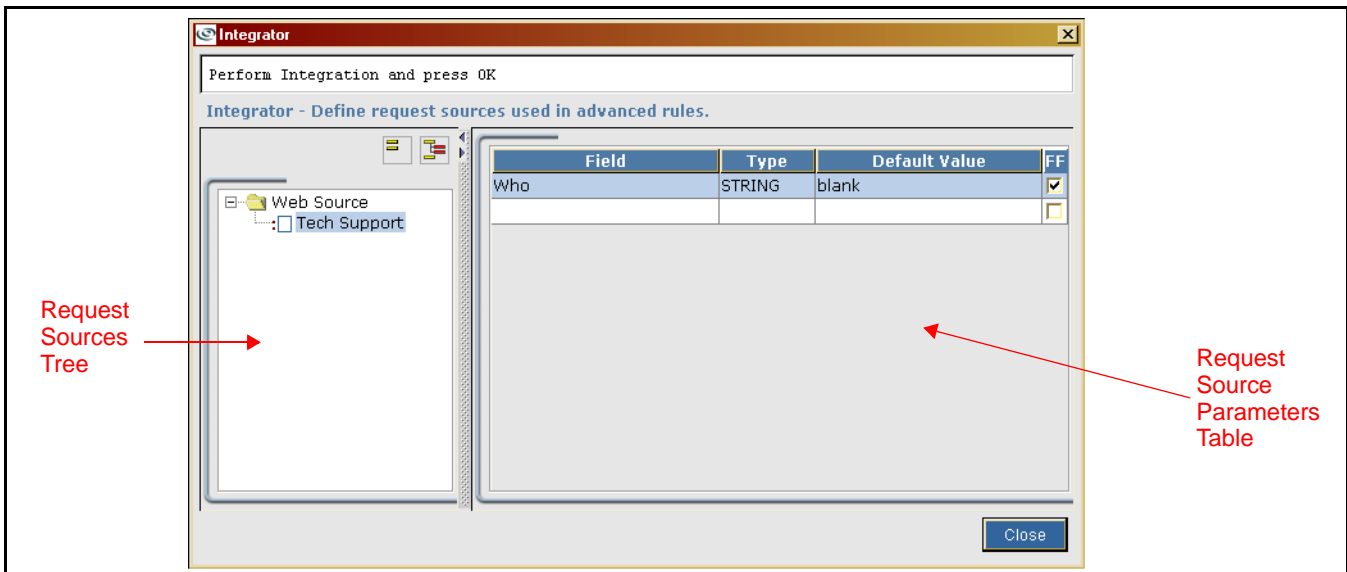 Integrator
Perform Integration and press OK
Integrator - Define request sources used in advanced rules.
Field Type Default Value FF
Who STRING blank
Web Source
Tech Support
Request
Sources
Tree
Request
Source
Parameters
Table
Close